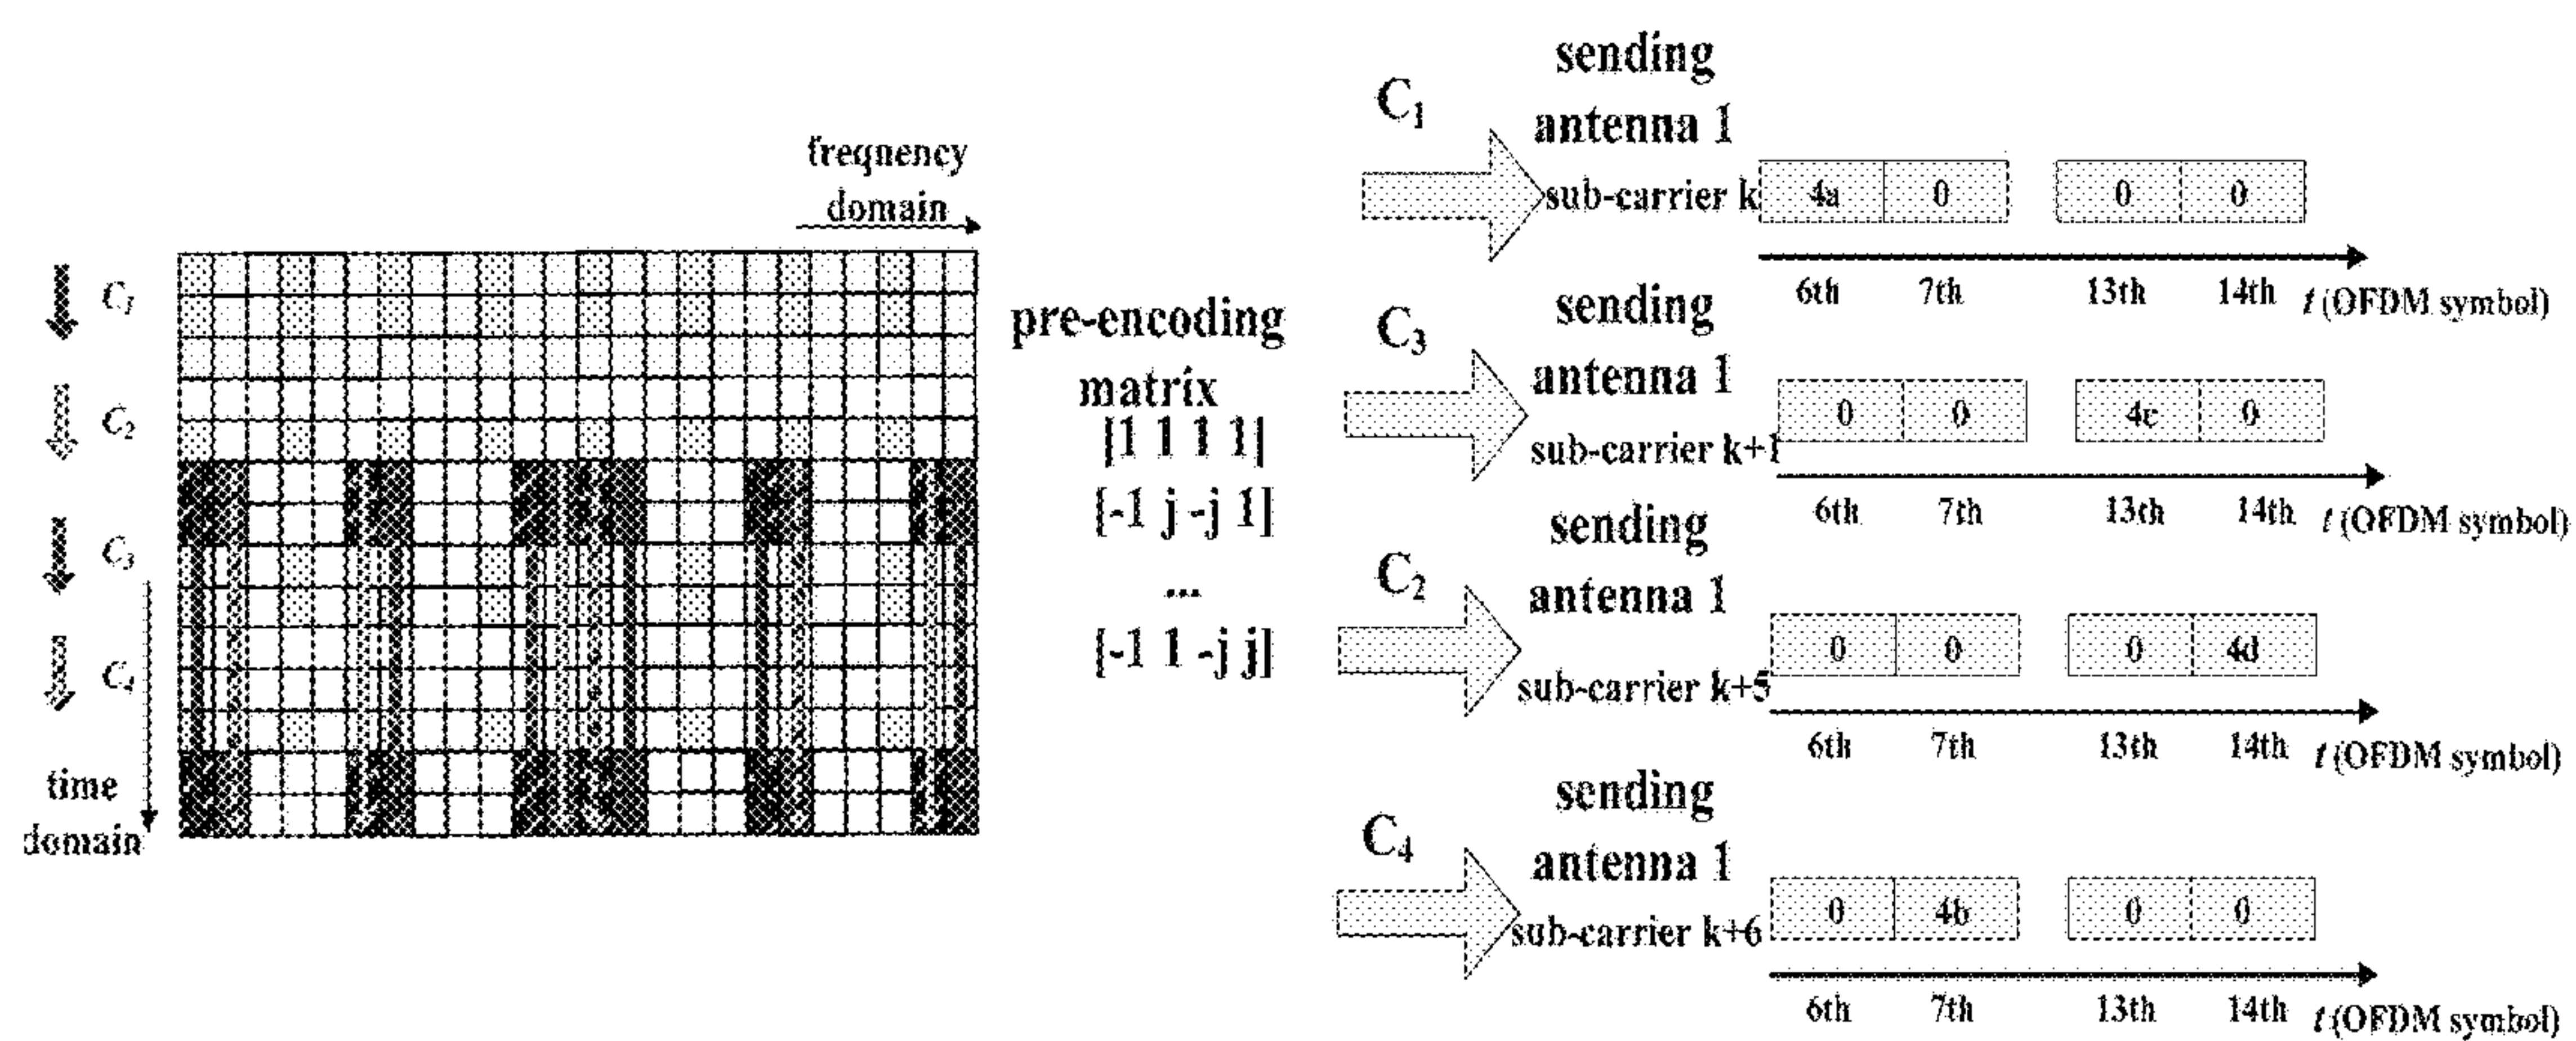 freqnency
domain
C1
C2
C3
C4
time
domain
pre-encoding
matrix
[1 1 1 1]
[-1 j -j 1]
...
[-1 1 -j j]
C1
sending
antenna 1
sub-carrier k
4a 0 0 0
6th 7th 13th 14th t (OFDM symbol)
C3
sending
antenna 1
sub-carrier k+1
0 0 4c 0
6th 7th 13th 14th t (OFDM symbol)
C2
sending
antenna 1
sub-carrier k+5
0 0 0 4d
6th 7th 13th 14th t (OFDM symbol)
C4
sending
antenna 1
sub-carrier k+6
0 4b 0 0
6th 7th 13th 14th t (OFDM symbol)